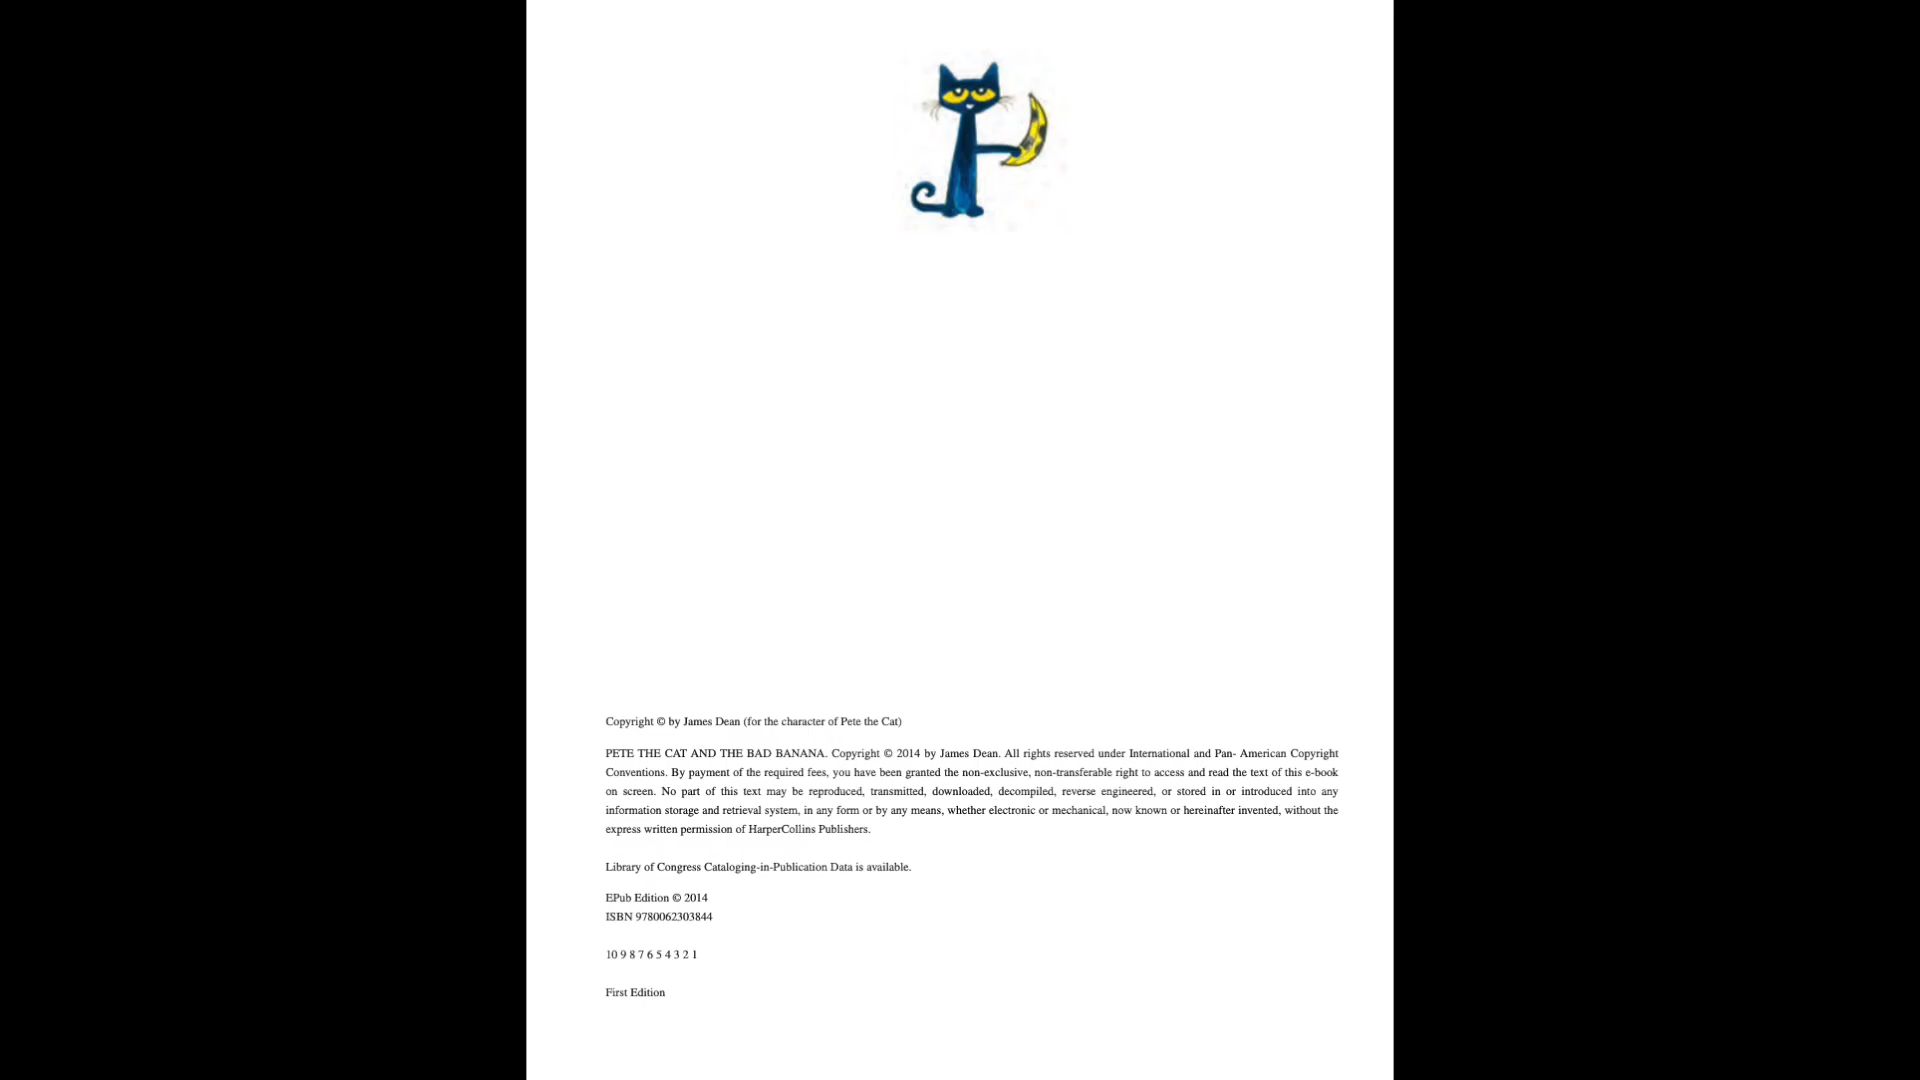 Copyright © by James Dean (for the character of Pete the Cat)
PETE THE CAT AND THE BAD BANANA. Copyright © 2014 by James Dean. All rights reserved under International and Pan- American Copyright
Conventions. By payment of the required fees, you have been granted the non-exclusive, non-transferable right to access and read the text of this e-book
on screen. No part of this text may be reproduced, transmitted, downloaded, decompiled, reverse engineered, or stored in or introduced into any
information storage and retrieval system, in any form or by any means, whether electronic or mechanical, now known or hereinafter invented, without the
express written permission of HarperCollins Publishers.
Library of Congress Cataloging-in-Publication Data is available.
EPub Edition © 2014
ISBN 9780062303844
10 9 8 7 6 5 4 3 2 1
First Edition